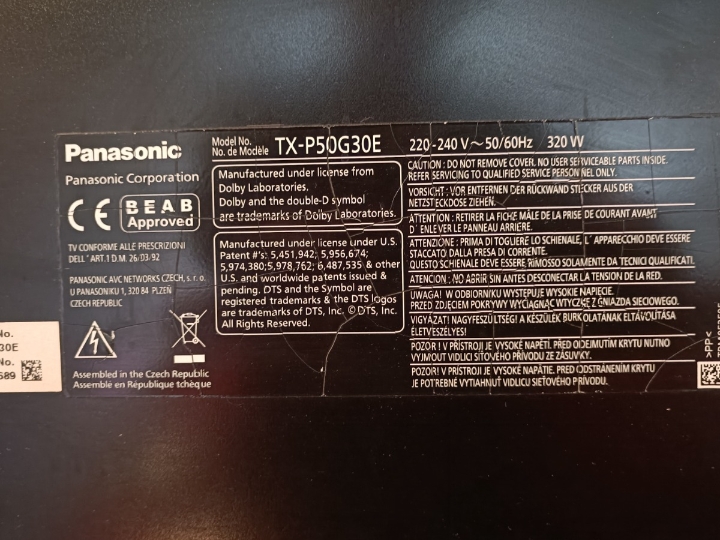 Panasonic
Panasonic Corporation
CE BEAB Approved
TV CONFORME ALLE PRESCRIZIONI
DELL' ART.1 D.M. 26/03/92
PANASONIC AVC NETWORKS CZECH, s. r. o.
U PANASONIKU 1, 320 84 PLZEŇ
CZECH REPUBLIC
Assembled in the Czech Republic
Assemblé en République tchèque
Model No.
No. de Modèle TX-P50G30E
Manufactured under license from
Dolby Laboratories.
Dolby and the double-D symbol
are trademarks of Dolby Laboratories.
Manufactured under license under U.S.
Patent #'s: 5,451,942; 5,956,674;
5,974,380;5,978,762; 6,487,535 & other
U.S. and worldwide patents issued &
pending. DTS and the Symbol are
registered trademarks & the DTS logos
are trademarks of DTS, Inc. © DTS, Inc.
All Rights Reserved.
220-240 V~50/60Hz 320 W
CAUTION : DO NOT REMOVE COVER. NO USER SERVICEABLE PARTS INSIDE.
REFER SERVICING TO QUALIFIED SERVICE PERSONNEL ONLY.
VORSICHT : VOR ENTFERNEN DER RÜCKWAND STECKER AUS DER
NETZSTECKDOSE ZIEHEN.
ATTENTION : RETIRER LA FICHE MÂLE DE LA PRISE DE COURANT AVANT
D' ENLEVER LE PANNEAU ARRIÈRE.
ATTENZIONE : PRIMA DI TOGLIERE LO SCHIENALE, L' APPARECCHIO DEVE ESSERE
STACCATO DALLA PRESA DI CORRENTE.
QUESTO SCHIENALE DEVE ESSERE RIMOSSO SOLAMENTE DA TECNICI QUALIFICATI.
ATENCION : NO ABRIR SIN ANTES DESCONECTAR LA TENSION DE LA RED.
UWAGA! W ODBIORNIKU WYSTĘPUJE WYSOKIE NAPIĘCIE.
PRZED ZDJĘCIEM POKRYWY WYCIĄGNĄĆ WTYCZKĘ Z GNIAZDA SIECIOWEGO.
VIGYÁZAT! NAGYFESZÜLTSÉG! A KÉSZÜLÉK BURKOLATÁNAK ELTÁVOLÍTÁSA
ÉLETVESZÉLYES!
POZOR ! V PŘÍSTROJI JE VYSOKÉ NAPĚTÍ. PŘED ODEJMUTÍM KRYTU NUTNO
VYJMOUT VIDLICI SÍŤOVÉHO PŘÍVODU ZE ZÁSUVKY.
POZOR! V PRÍSTROJI JE VYSOKÉ NAPÄTIE. PRED ODSTRÁNENÍM KRYTU
JE POTREBNÉ VYTIAHNUŤ VIDLICU SIEŤOVÉHO PRÍVODU.
No.
30E
No.
589